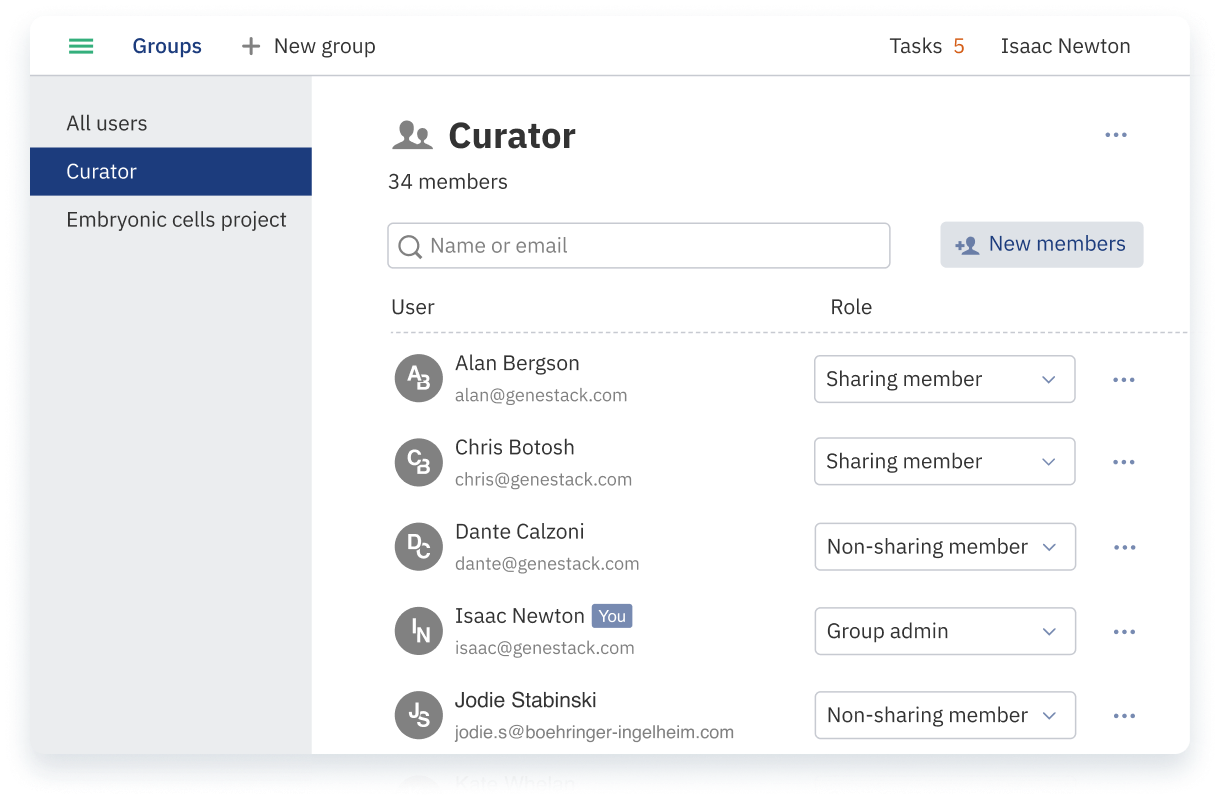 Groups + New group Tasks 5 Isaac Newton
All users
Curator
Embryonic cells project
Curator
34 members
Name or email
New members
User Role
AB Alan Bergson
alan@genestack.com
Sharing member
CB Chris Botosh
chris@genestack.com
Sharing member
DC Dante Calzoni
dante@genestack.com
Non-sharing member
IN Isaac Newton You
isaac@genestack.com
Group admin
JS Jodie Stabinski
jodie.s@boehringer-ingelheim.com
Non-sharing member